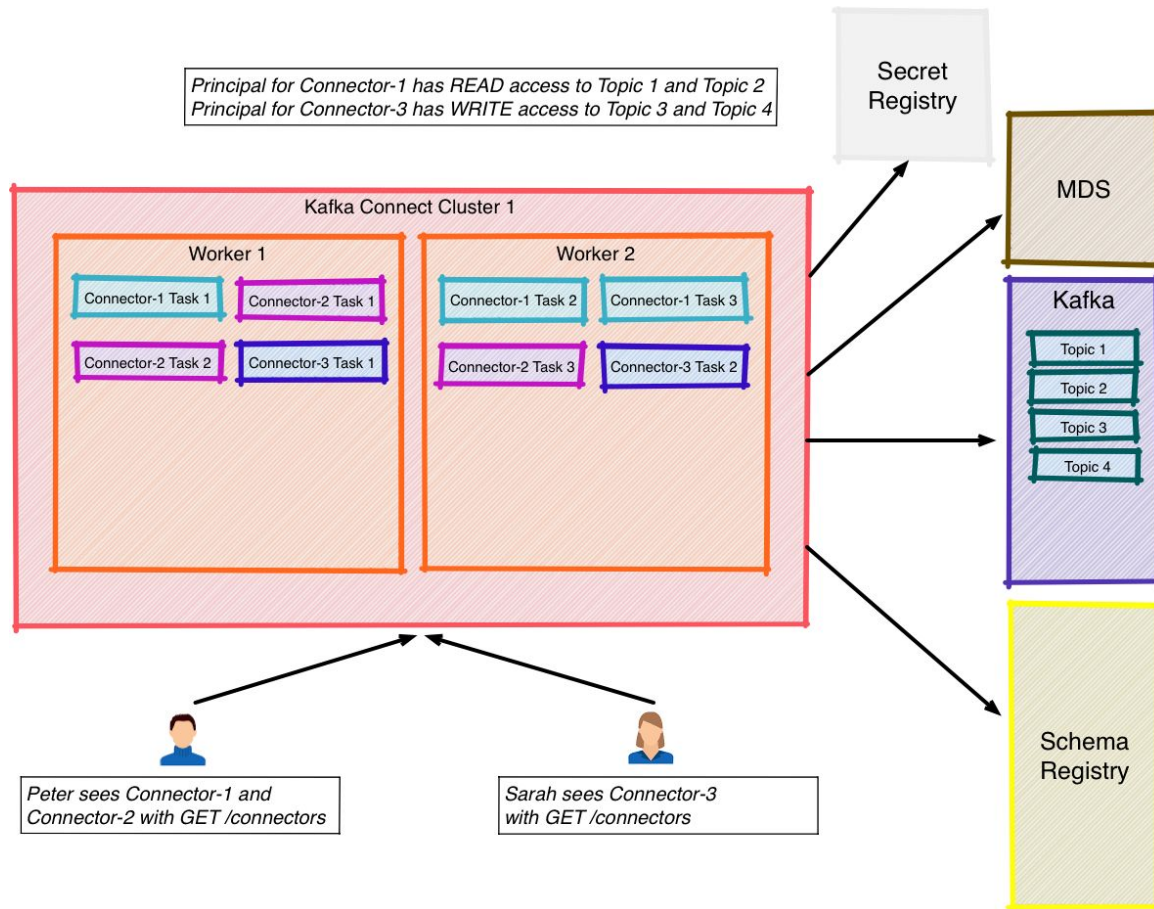 Principal for Connector-1 has READ access to Topic 1 and Topic 2
Principal for Connector-3 has WRITE access to Topic 3 and Topic 4
Secret
Registry
MDS
Kafka Connect Cluster 1
Worker 1
Connector-1 Task 1
Connector-2 Task 1
Connector-2 Task 2
Connector-3 Task 1
Worker 2
Connector-1 Task 2
Connector-1 Task 3
Connector-2 Task 3
Connector-3 Task 2
Kafka
Topic 1
Topic 2
Topic 3
Topic 4
Schema
Registry
Peter sees Connector-1 and
Connector-2 with GET /connectors
Sarah sees Connector-3
with GET /connectors